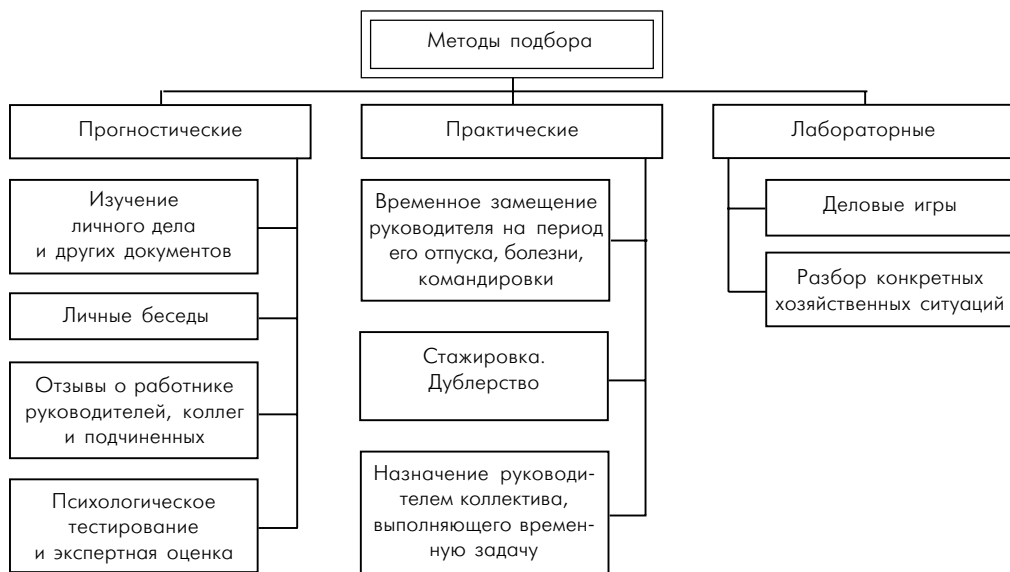 Методы подбора
Прогностические
Изучение
личного дела
и других документов
Личные беседы
Отзывы о работнике
руководителей, коллег
и подчиненных
Психологическое
тестирование
и экспертная оценка
Практические
Временное замещение
руководителя на период
его отпуска, болезни,
командировки
Стажировка.
Дублерство
Назначение руководи-
телем коллектива,
выполняющего времен-
ную задачу
Лабораторные
Деловые игры
Разбор конкретных
хозяйственных ситуаций